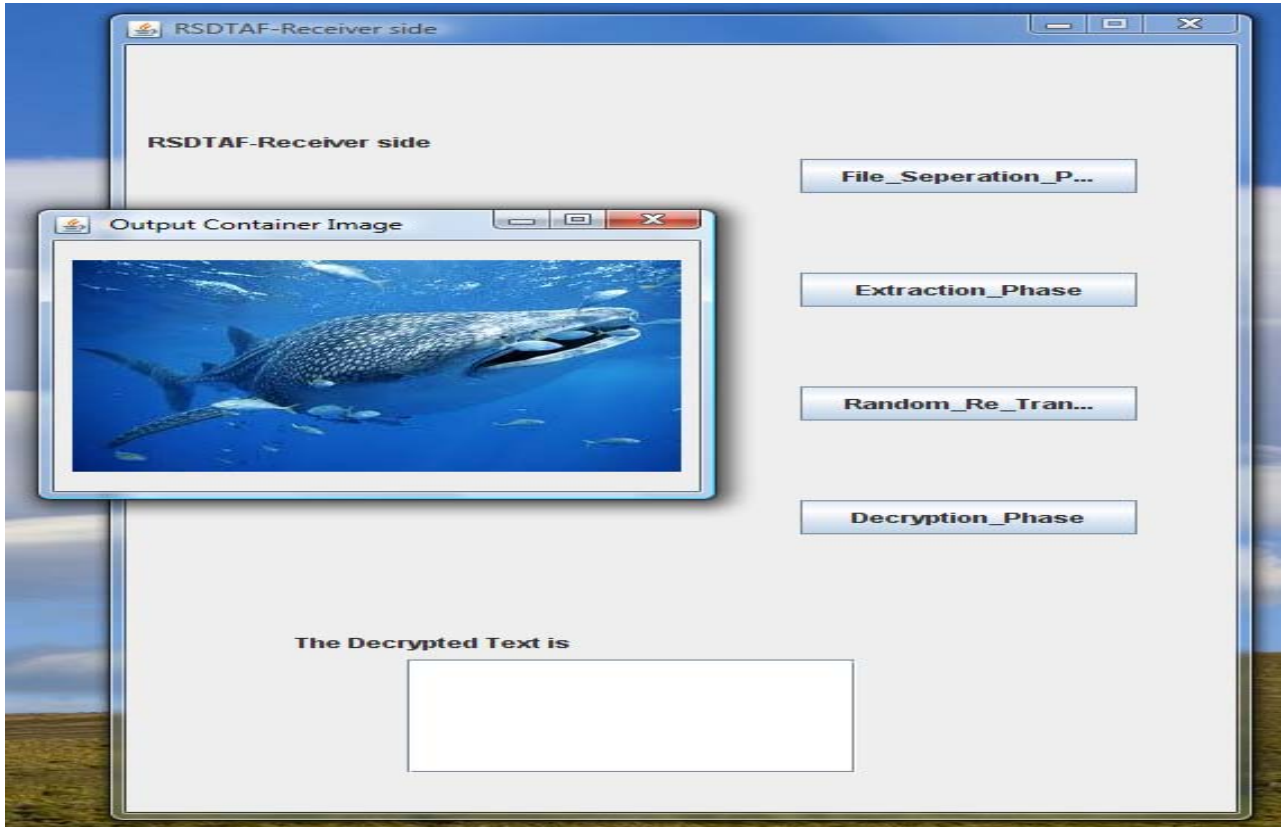 RSDTAF-Receiver side
RSDTAF-Receiver side
File_Seperation_P...
Output Container Image
Extraction_Phase
Random_Re_Tran...
Decryption_Phase
The Decrypted Text is